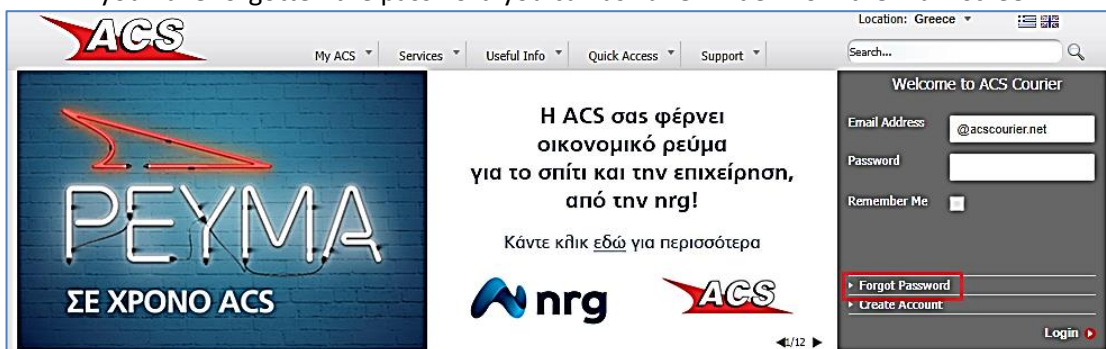 ACS
Location: Greece
Search...
My ACS
Services
Useful Info
Quick Access
Support
ΡΕΥΜΑ
ΣΕ ΧΡΟΝΟ ACS
Η ACS σας φέρνει
οικονομικό ρεύμα
για το σπίτι και την επιχείρηση,
από την nrg!
Κάντε κλικ εδώ για περισσότερα
nrg
ACS
1/12
Welcome to ACS Courier
Email Address
@acscourier.net
Password
Remember Me
Forgot Password
Create Account
Login